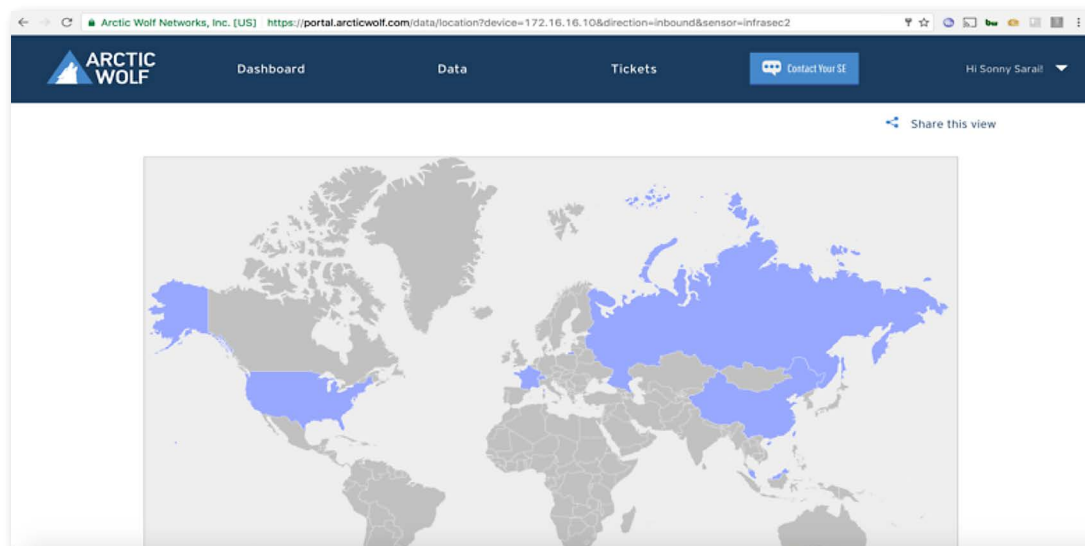 Arctic Wolf Networks, Inc. [US] https://portal.arcticwolf.com/data/location?device=172.16.16.10&direction=inbound&sensor=infrasec2
bw
ARCTIC
WOLF
Dashboard
Data
Tickets
Contact Your SE
Hi Sonny Sarai!
Share this view